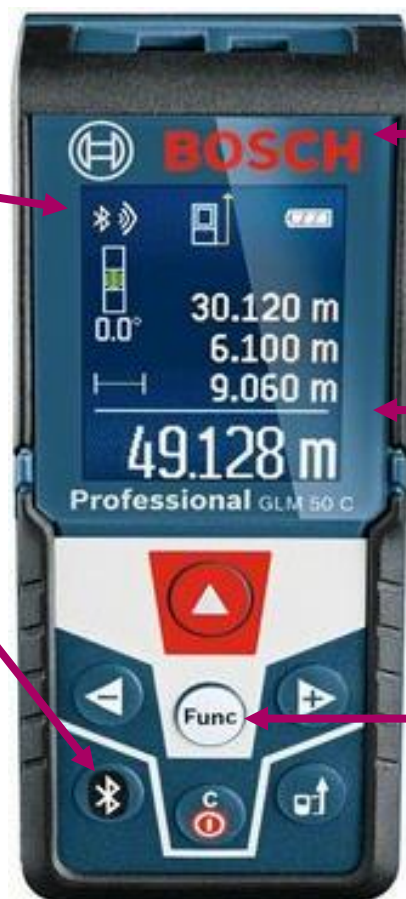 BOSCH
0.0°
30.120 m
6.100 m
9.060 m
49.128 m
Professional GLM 50 C
Func
C